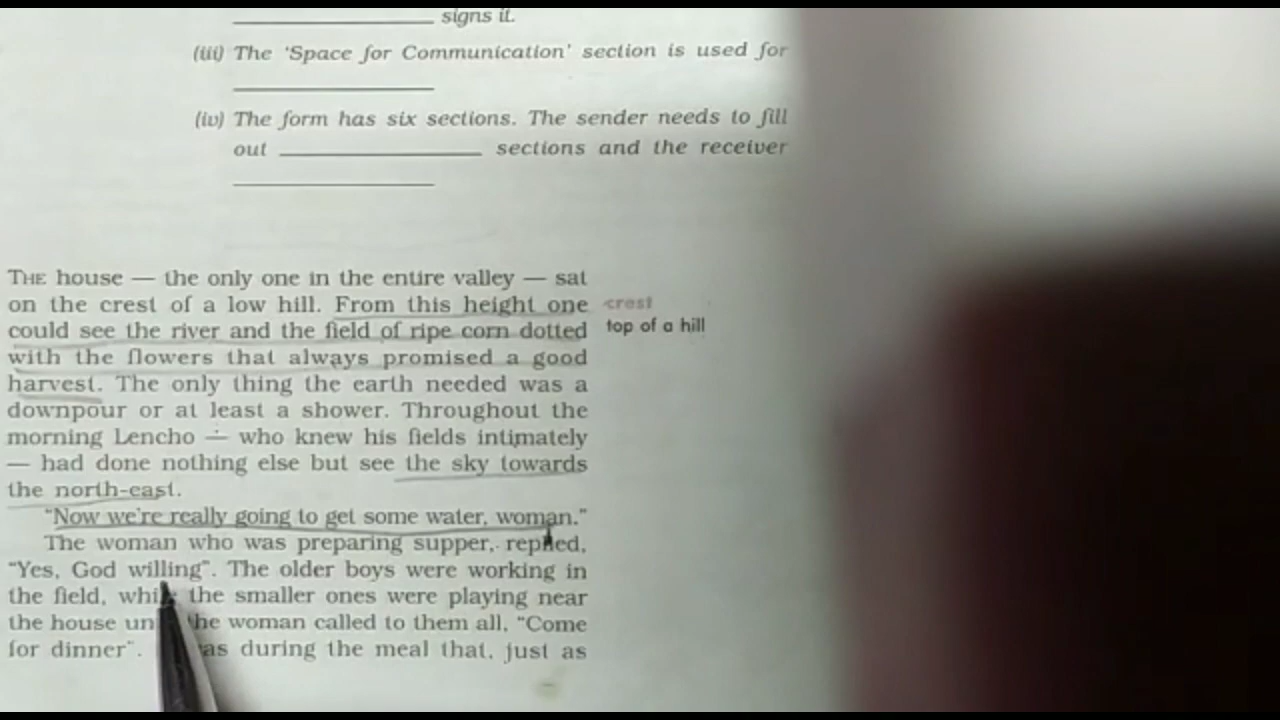 signs it.
(iii) The ‘Space for Communication’ section is used for
(iv) The form has six sections. The sender needs to fill
out ____________ sections and the receiver
THE house — the only one in the entire valley — sat
on the crest of a low hill. From this height one
could see the river and the field of ripe corn dotted
with the flowers that always promised a good
harvest. The only thing the earth needed was a
downpour or at least a shower. Throughout the
morning Lencho — who knew his fields intimately
— had done nothing else but see the sky towards
the north-east.
crest
top of a hill
“Now we're really going to get some water, woman.”
The woman who was preparing supper, replied,
“Yes, God willing”. The older boys were working in
the field, the smaller ones were playing near
the house woman called to them all, “Come
for dinner”. during the meal that, just as